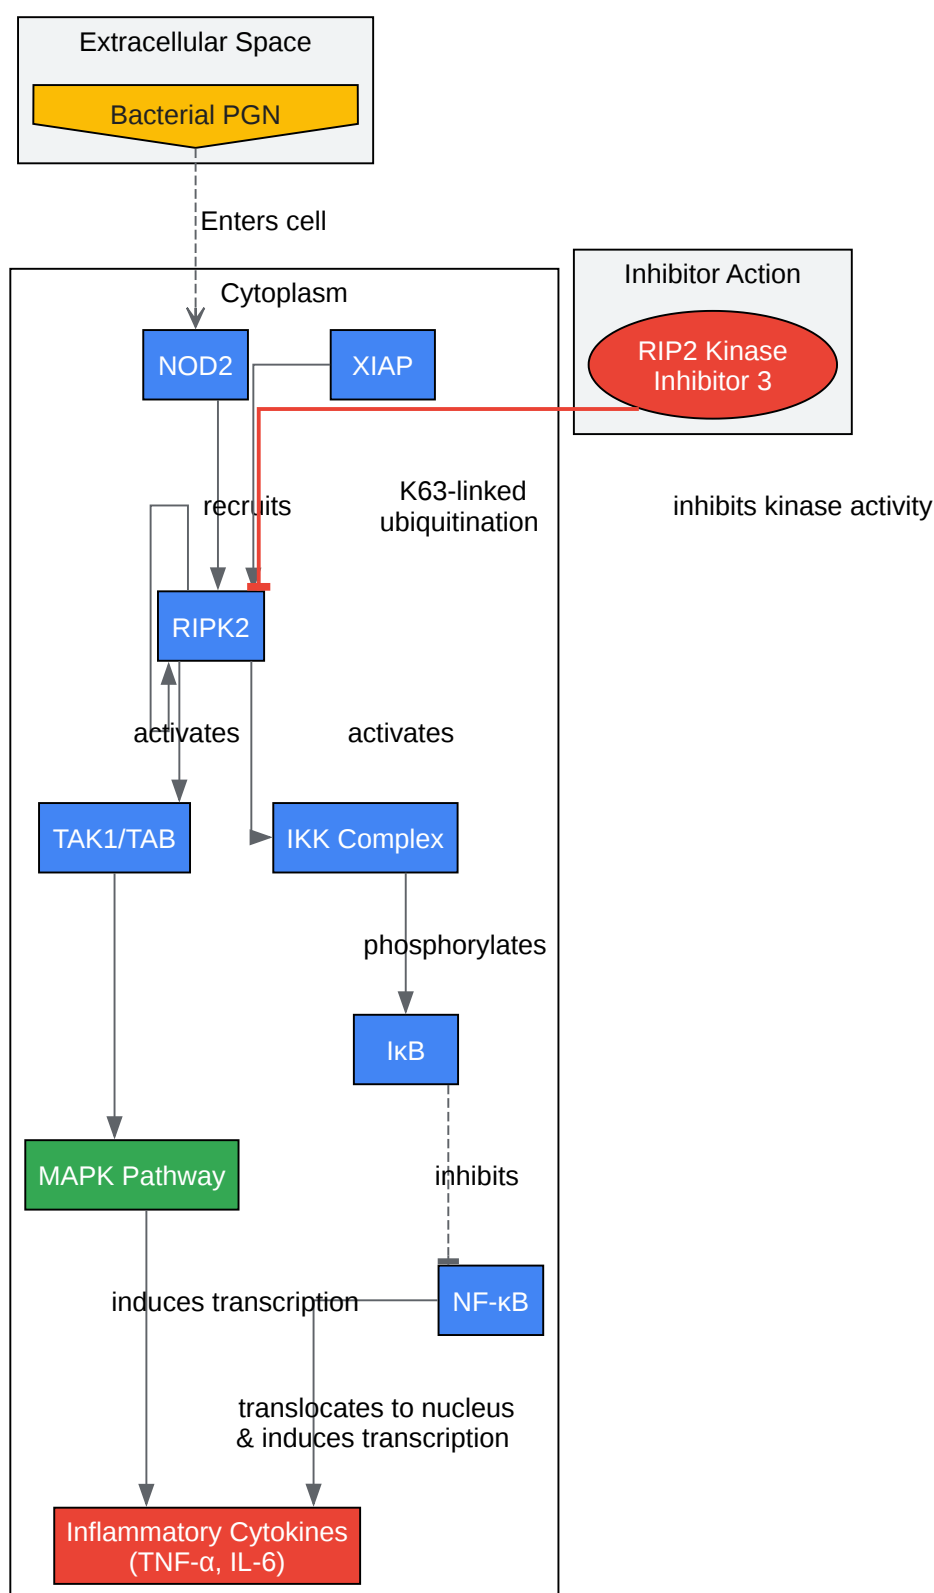 Extracellular Space
Bacterial PGN
Enters cell
Cytoplasm
Inhibitor Action
NOD2
XIAP
RIP2 Kinase
Inhibitor 3
recruits
K63-linked
ubiquitination
inhibits kinase activity
RIPK2
activates
activates
TAK1/TAB
IKK Complex
phosphorylates
IκB
MAPK Pathway
inhibits
induces transcription
NF-κB
translocates to nucleus
& induces transcription
Inflammatory Cytokines
(TNF-α, IL-6)